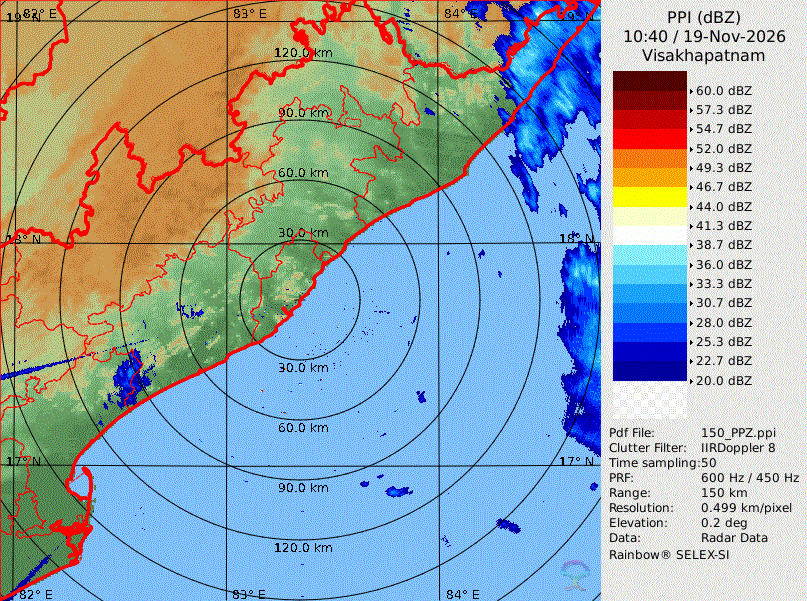 82° E
83° E
84° E
19° N
19° N
120.0 km
90.0 km
60.0 km
30.0 km
18° N
18° N
30.0 km
60.0 km
17° N
17° N
90.0 km
120.0 km
82° E
83° E
84° E
PPI (dBZ)
10:40 / 19-Nov-2026
Visakhapatnam
60.0 dBZ
57.3 dBZ
54.7 dBZ
52.0 dBZ
49.3 dBZ
46.7 dBZ
44.0 dBZ
41.3 dBZ
38.7 dBZ
36.0 dBZ
33.3 dBZ
30.7 dBZ
28.0 dBZ
25.3 dBZ
22.7 dBZ
20.0 dBZ
Pdf File: 150_PPZ.ppi
Clutter Filter: IIRDoppler 8
Time sampling:50
PRF: 600 Hz / 450 Hz
Range: 150 km
Resolution: 0.499 km/pixel
Elevation: 0.2 deg
Data: Radar Data
Rainbow® SELEX-SI